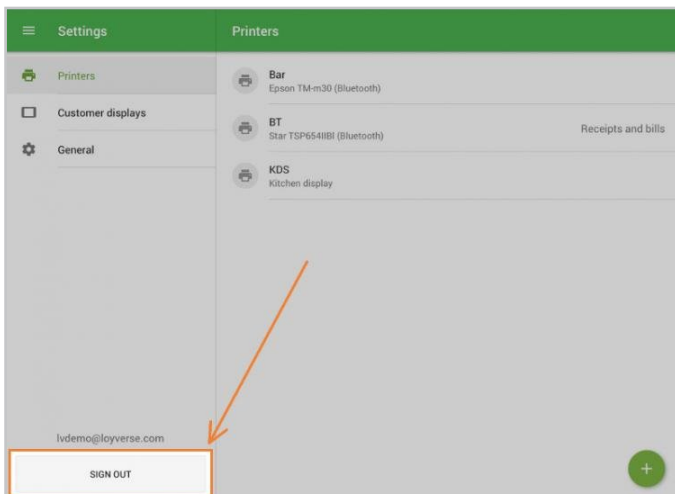 Settings
Printers
Printers
Customer displays
General
Bar
Epson TM-m30 (Bluetooth)
BT
Star TSP654IIBI (Bluetooth)
Receipts and bills
KDS
Kitchen display
lvdemo@loyverse.com
SIGN OUT